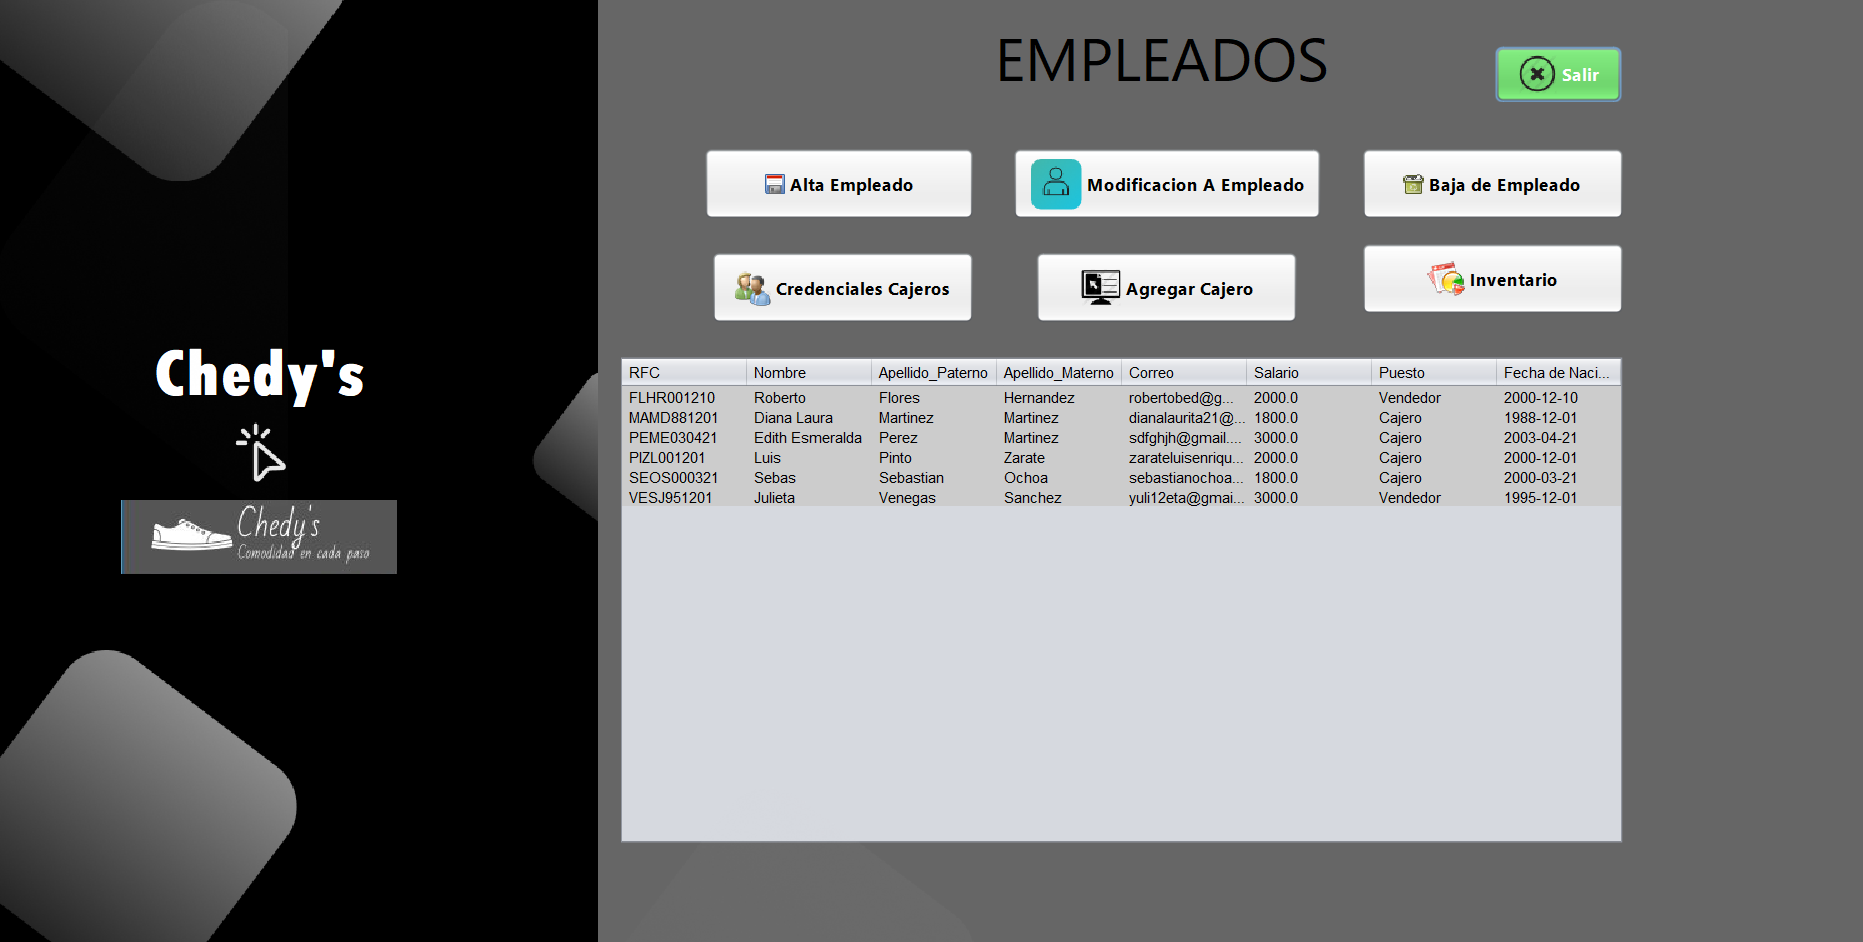 EMPLEADOS
Salir
Alta Empleado
Modificacion A Empleado
Baja de Empleado
Credenciales Cajeros
Agregar Cajero
Inventario
Chedy's
Chedy's
Comodidad en cada paso
RFC Nombre Apellido_Paterno Apellido_Materno Correo Salario Puesto Fecha de Naci...
FLHR001210 Roberto Flores Hernandez robertobed@g... 2000.0 Vendedor 2000-12-10
MAMD881201 Diana Laura Martinez Martinez dianalaurita21@... 1800.0 Cajero 1988-12-01
PEME030421 Edith Esmeralda Perez Martinez sdfghjh@gmail.... 3000.0 Cajero 2003-04-21
PIZL001201 Luis Pinto Zarate zarateluisenriqu... 2000.0 Cajero 2000-12-01
SEOS000321 Sebas Sebastian Ochoa sebastianochoa... 1800.0 Cajero 2000-03-21
VESJ951201 Julieta Venegas Sanchez yuli12eta@gmai... 3000.0 Vendedor 1995-12-01